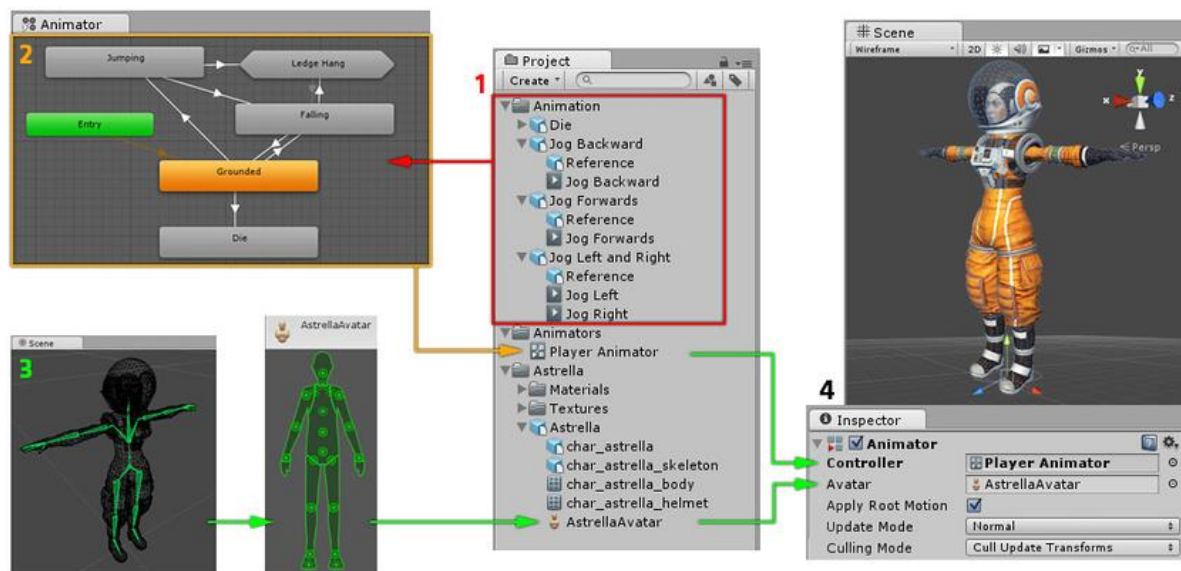 Animator
2
Jumping
Ledge Hang
Falling
Entry
Grounded
Die
3
Scene
AstrellaAvatar
1
Project
Create
Animation
Die
Jog Backward
Reference
Jog Backward
Jog Forwards
Reference
Jog Forwards
Jog Left and Right
Reference
Jog Left
Jog Right
Animators
Player Animator
Astrella
Materials
Textures
Astrella
char_astrella
char_astrella_skeleton
char_astrella_body
char_astrella_helmet
AstrellaAvatar
Scene
Wireframe 2D Gizmos All
y
x z
Persp
4
Inspector
Animator
Controller Player Animator
Avatar AstrellaAvatar
Apply Root Motion
Update Mode Normal
Culling Mode Cull Update Transforms